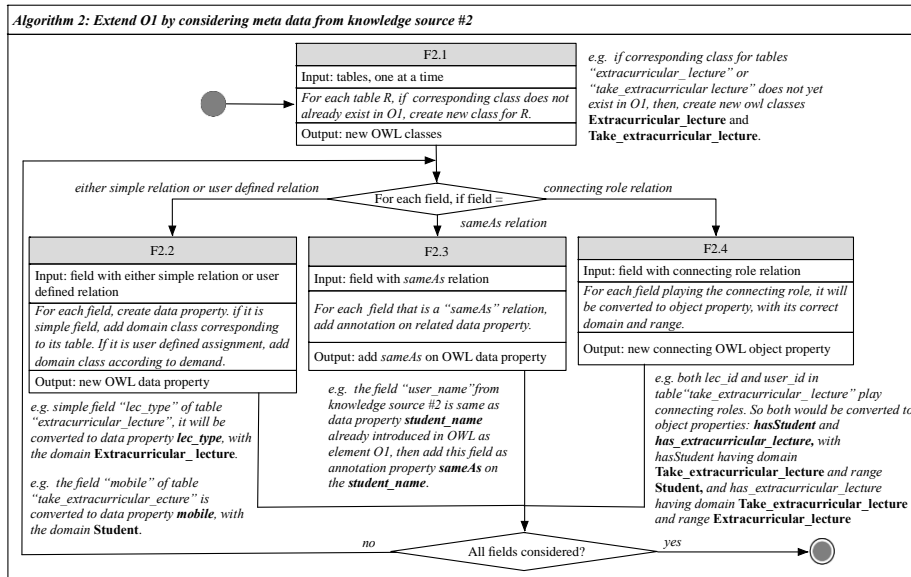 Algorithm 2: Extend O1 by considering meta data from knowledge source #2
F2.1
Input: tables, one at a time
For each table R, if corresponding class does not
already exist in O1, create new class for R.
Output: new OWL classes
e.g. if corresponding class for tables
“extracurricular_ lecture” or
“take_extracurricular lecture” does not yet
exist in O1, then, create new owl classes
Extracurricular_lecture and
Take_extracurricular_lecture.
either simple relation or user defined relation
For each field, if field =
connecting role relation
sameAs relation
F2.2
Input: field with either simple relation or user
defined relation
For each field, create data property. if it is
simple field, add domain class corresponding
to its table. If it is user defined assignment, add
domain class according to demand.
Output: new OWL data property
e.g. simple field “lec_type” of table
“extracurricular_lecture”, it will be
converted to data property lec_type, with
the domain Extracurricular_ lecture.
e.g. the field “mobile” of table
“take_extracurricular_ecture” is
converted to data property mobile, with
the domain Student.
F2.3
Input: field with sameAs relation
For each field that is a “sameAs” relation,
add annotation on related data property.
Output: add sameAs on OWL data property
e.g. the field “user_name”from
knowledge source #2 is same as
data property student_name
already introduced in OWL as
element O1, then add this field as
annotation property sameAs on
the student_name.
F2.4
Input: field with connecting role relation
For each field playing the connecting role, it will
be converted to object property, with its correct
domain and range.
Output: new connecting OWL object property
e.g. both lec_id and user_id in
table“take_extracurricular_ lecture” play
connecting roles. So both would be converted to
object properties: hasStudent and
has_extracurricular_lecture, with
hasStudent having domain
Take_extracurricular_lecture and range
Student, and has_extracurricular_lecture
having domain Take_extracurricular_lecture
and range Extracurricular_lecture
no
All fields considered?
yes